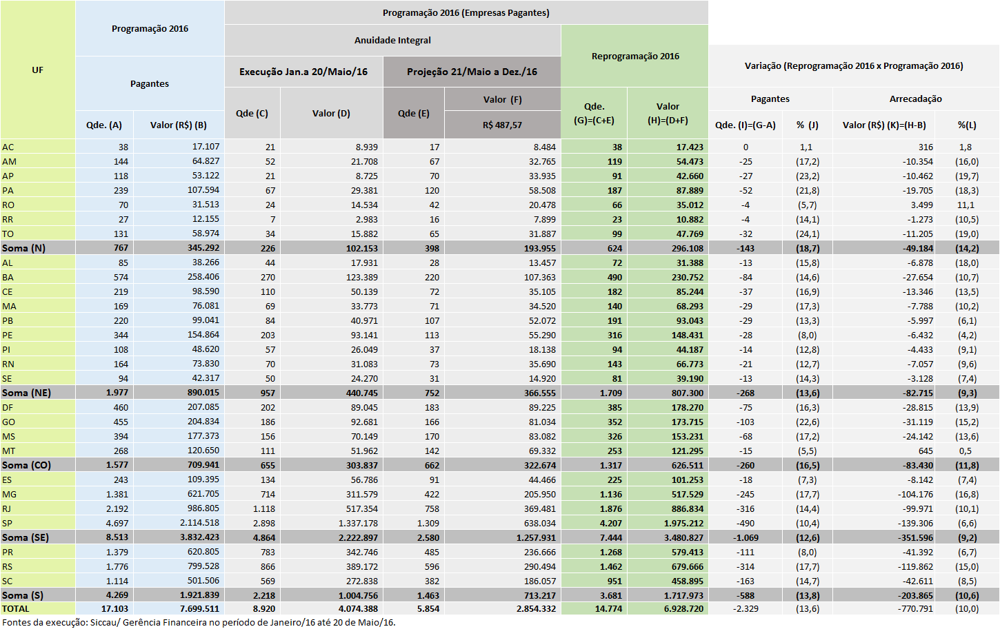 Programação 2016 (Empresas Pagantes)
Programação 2016
Anuidade Integral
Reprogramação 2016
UF
Variação (Reprogramação 2016 x Programação 2016)
Execução Jan.a 20/Maio/16 Projeção 21/Maio a Dez./16
Pagantes
Qde (C) Valor (D) Qde (E) Valor (F) Qde. (G)=(C+E) Valor (H)=(D+F) Pagantes Arrecadação
Qde. (A) Valor (R$) (B) R$ 487,57 Qde. (I)=(G-A) % (J) Valor (R$) (K)=(H-B) %(L)
AC 38 17.107 21 8.939 17 8.484 38 17.423 0 1,1 316 1,8
AM 144 64.827 52 21.708 67 32.765 119 54.473 -25 (17,2) -10.354 (16,0)
AP 118 53.122 21 8.725 70 33.935 91 42.660 -27 (23,2) -10.462 (19,7)
PA 239 107.594 67 29.381 120 58.508 187 87.889 -52 (21,8) -19.705 (18,3)
RO 70 31.513 24 14.534 42 20.478 66 35.012 -4 (5,7) 3.499 11,1
RR 27 12.155 7 2.983 16 7.899 23 10.882 -4 (14,1) -1.273 (10,5)
TO 131 58.974 34 15.882 65 31.887 99 47.769 -32 (24,1) -11.205 (19,0)
Soma (N) 767 345.292 226 102.153 398 193.955 624 296.108 -143 (18,7) -49.184 (14,2)
AL 85 38.266 44 17.931 28 13.457 72 31.388 -13 (15,8) -6.878 (18,0)
BA 574 258.406 270 123.389 220 107.363 490 230.752 -84 (14,6) -27.654 (10,7)
CE 219 98.590 110 50.139 72 35.105 182 85.244 -37 (16,9) -13.346 (13,5)
MA 169 76.081 69 33.773 71 34.520 140 68.293 -29 (17,3) -7.788 (10,2)
PB 220 99.041 84 40.971 107 52.072 191 93.043 -29 (13,3) -5.997 (6,1)
PE 344 154.864 203 93.141 113 55.290 316 148.431 -28 (8,0) -6.432 (4,2)
PI 108 48.620 57 26.049 37 18.138 94 44.187 -14 (12,8) -4.433 (9,1)
RN 164 73.830 70 31.083 73 35.690 143 66.773 -21 (12,7) -7.057 (9,6)
SE 94 42.317 50 24.270 31 14.920 81 39.190 -13 (14,3) -3.128 (7,4)
Soma (NE) 1.977 890.015 957 440.745 752 366.555 1.709 807.300 -268 (13,6) -82.715 (9,3)
DF 460 207.085 202 89.045 183 89.225 385 178.270 -75 (16,3) -28.815 (13,9)
GO 455 204.834 186 92.681 166 81.034 352 173.715 -103 (22,6) -31.119 (15,2)
MS 394 177.373 156 70.149 170 83.082 326 153.231 -68 (17,2) -24.142 (13,6)
MT 268 120.650 111 51.962 142 69.332 253 121.295 -15 (5,5) 645 0,5
Soma (CO) 1.577 709.941 655 303.837 662 322.674 1.317 626.511 -260 (16,5) -83.430 (11,8)
ES 243 109.395 134 56.786 91 44.466 225 101.253 -18 (7,3) -8.142 (7,4)
MG 1.381 621.705 714 311.579 422 205.950 1.136 517.529 -245 (17,7) -104.176 (16,8)
RJ 2.192 986.805 1.118 517.354 758 369.481 1.876 886.834 -316 (14,4) -99.971 (10,1)
SP 4.697 2.114.518 2.898 1.337.178 1.309 638.034 4.207 1.975.212 -490 (10,4) -139.306 (6,6)
Soma (SE) 8.513 3.832.423 4.864 2.222.897 2.580 1.257.931 7.444 3.480.827 -1.069 (12,6) -351.596 (9,2)
PR 1.379 620.805 783 342.746 485 236.666 1.268 579.413 -111 (8,0) -41.392 (6,7)
RS 1.776 799.528 866 389.172 596 290.494 1.462 679.666 -314 (17,7) -119.862 (15,0)
SC 1.114 501.506 569 272.838 382 186.057 951 458.895 -163 (14,7) -42.611 (8,5)
Soma (S) 4.269 1.921.839 2.218 1.004.756 1.463 713.217 3.681 1.717.973 -588 (13,8) -203.865 (10,6)
TOTAL 17.103 7.699.511 8.920 4.074.388 5.854 2.854.332 14.774 6.928.720 -2.329 (13,6) -770.791 (10,0)
Fontes da execução: Siccau/ Gerência Financeira no período de Janeiro/16 até 20 de Maio/16.